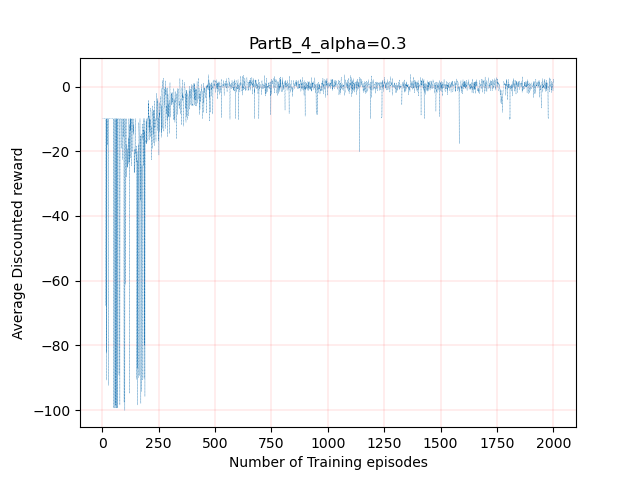 PartB_4_alpha=0.3
Average Discounted reward
0
−20
−40
−60
−80
−100
0 250 500 750 1000 1250 1500 1750 2000
Number of Training episodes